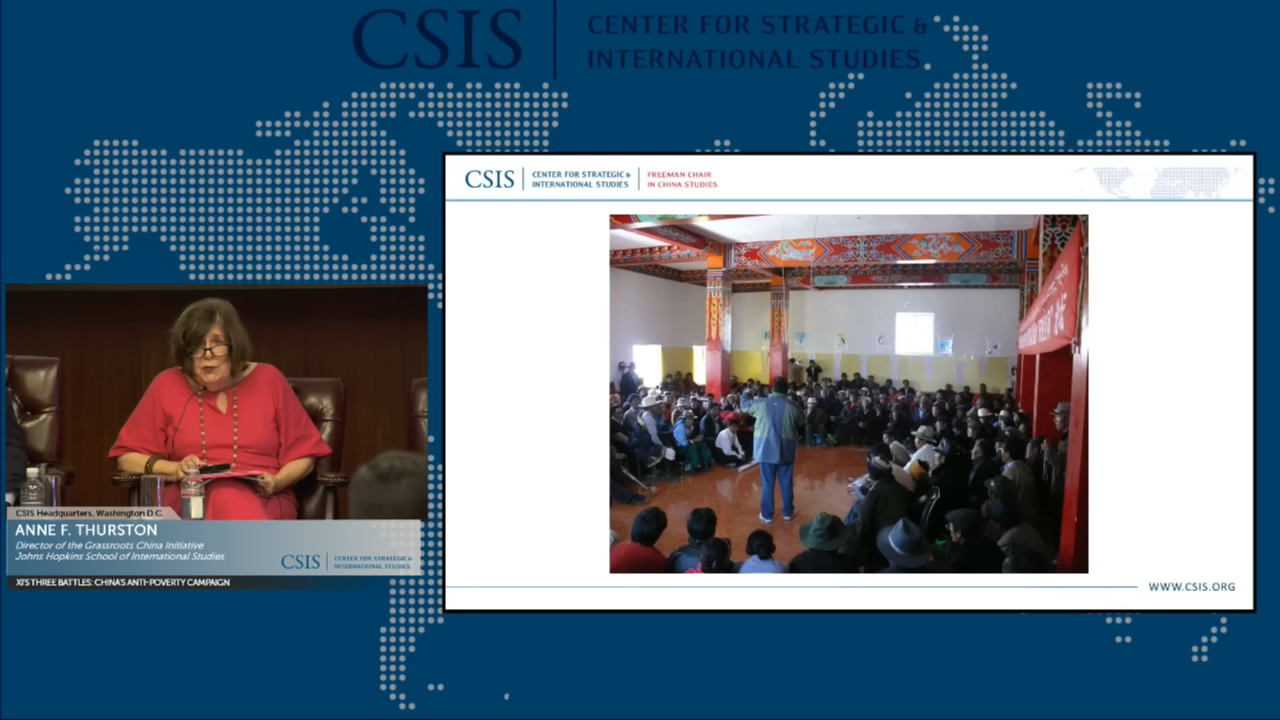 CSIS
CENTER FOR STRATEGIC &
INTERNATIONAL STUDIES
CSIS
CENTER FOR STRATEGIC &
INTERNATIONAL STUDIES
FREEMAN CHAIR
IN CHINA STUDIES
WWW.CSIS.ORG
CSIS Headquarters, Washington D.C.
ANNE F. THURSTON
Director of the Grassroots China Initiative
Johns Hopkins School of International Studies
CSIS
CENTER FOR STRATEGIC &
INTERNATIONAL STUDIES
XI'S THREE BATTLES: CHINA'S ANTI-POVERTY CAMPAIGN